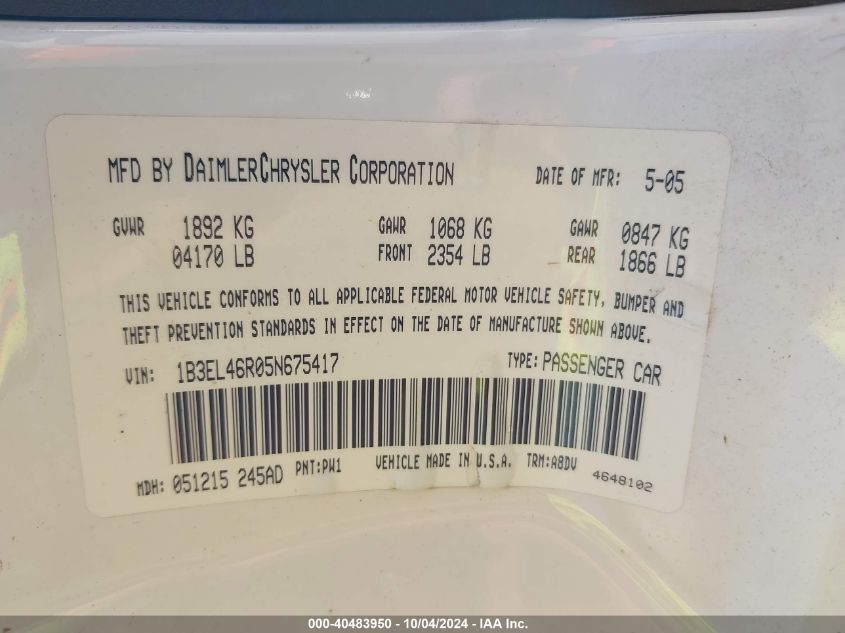 MFD BY DAIMLERCHRYSLER CORPORATION DATE OF MFR: 5-05
GVWR 1892 KG GAWR 1068 KG GAWR 0847 KG
04170 LB FRONT 2354 LB REAR 1866 LB
THIS VEHICLE CONFORMS TO ALL APPLICABLE FEDERAL MOTOR VEHICLE SAFETY, BUMPER AND
THEFT PREVENTION STANDARDS IN EFFECT ON THE DATE OF MANUFACTURE SHOWN ABOVE.
VIN: 1B3EL46R05N675417 TYPE: PASSENGER CAR
MDH: 051215 245AD PNT:PW1 VEHICLE MADE IN U.S.A. TRM:ABDV 4648102
000-40483950 - 10/04/2024 - IAA Inc.